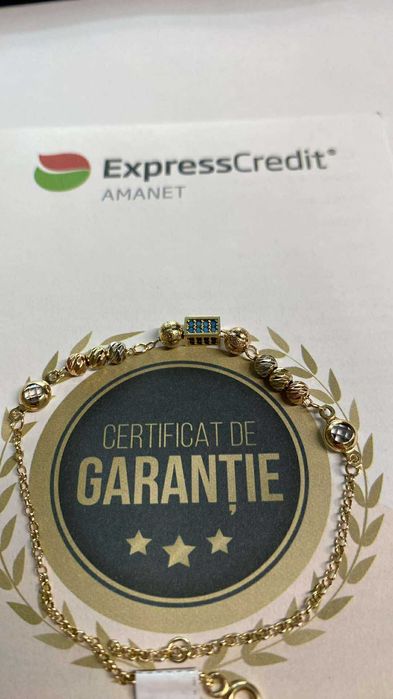 ExpressCredit®
AMANET
CERTIFICAT DE
GARANȚIE